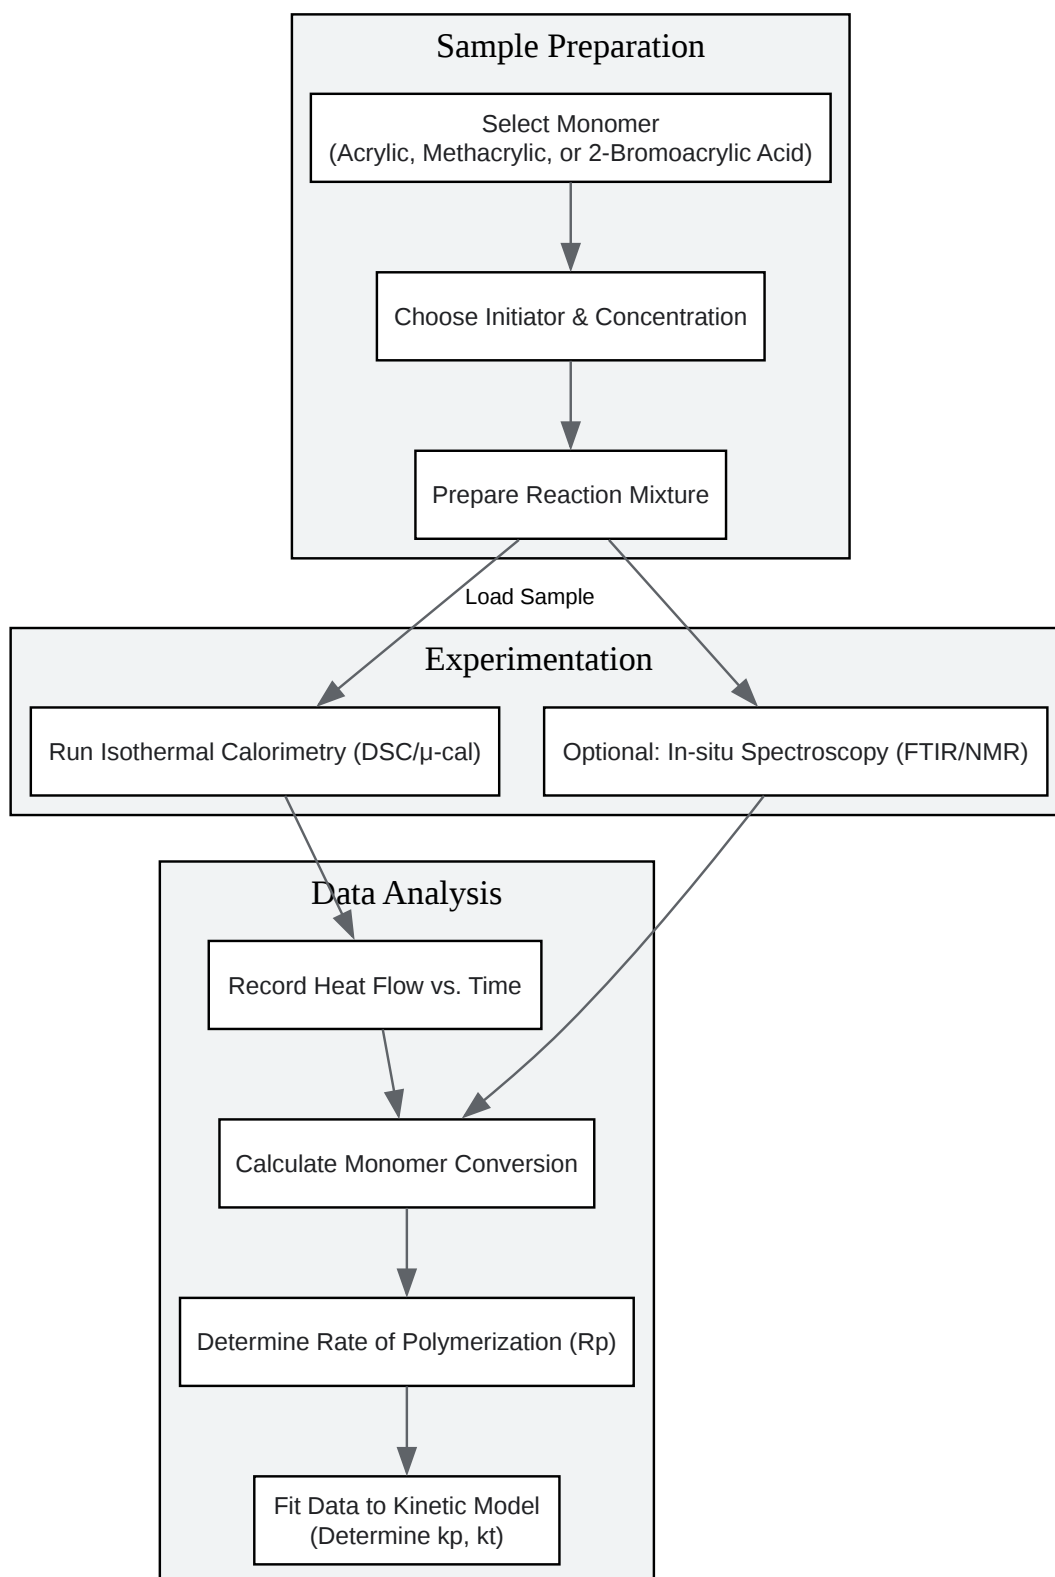 Sample Preparation
Select Monomer
(Acrylic, Methacrylic, or 2-Bromoacrylic Acid)
Choose Initiator & Concentration
Prepare Reaction Mixture
Load Sample
Experimentation
Run Isothermal Calorimetry (DSC/μ-cal)
Optional: In-situ Spectroscopy (FTIR/NMR)
Data Analysis
Record Heat Flow vs. Time
Calculate Monomer Conversion
Determine Rate of Polymerization (Rp)
Fit Data to Kinetic Model
(Determine kp, kt)